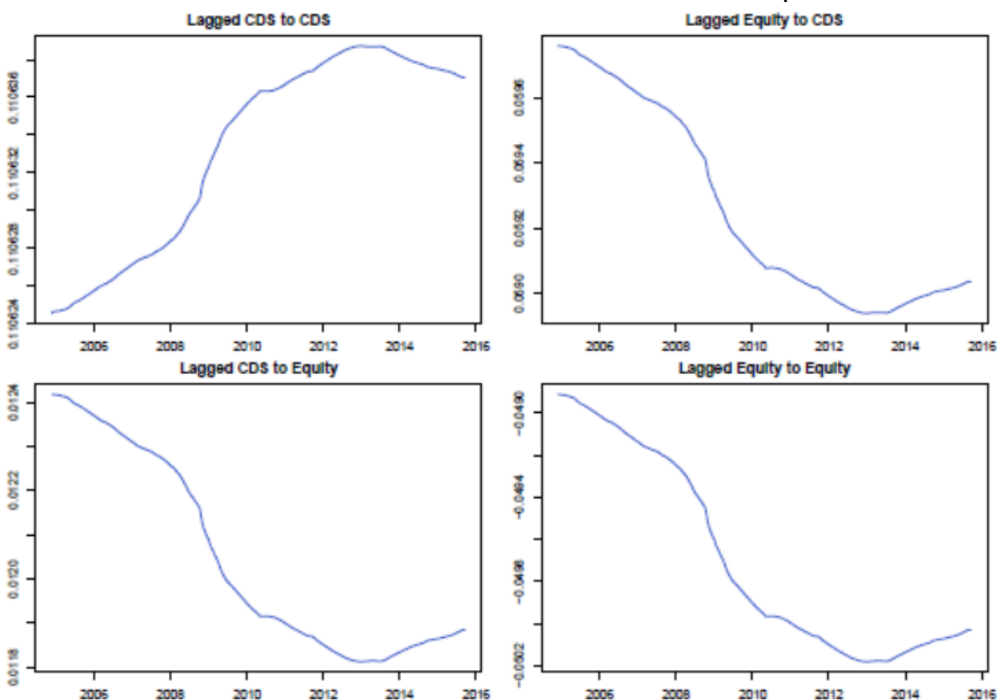 Lagged CDS to CDS
0.110636
0.110632
0.110628
0.110624
2006 2008 2010 2012 2014 2016
Lagged Equity to CDS
0.0596
0.0594
0.0592
0.0590
2006 2008 2010 2012 2014 2016
Lagged CDS to Equity
0.0124
0.0122
0.0120
0.0118
2006 2008 2010 2012 2014 2016
Lagged Equity to Equity
−0.0490
−0.0494
−0.0498
−0.0502
2006 2008 2010 2012 2014 2016